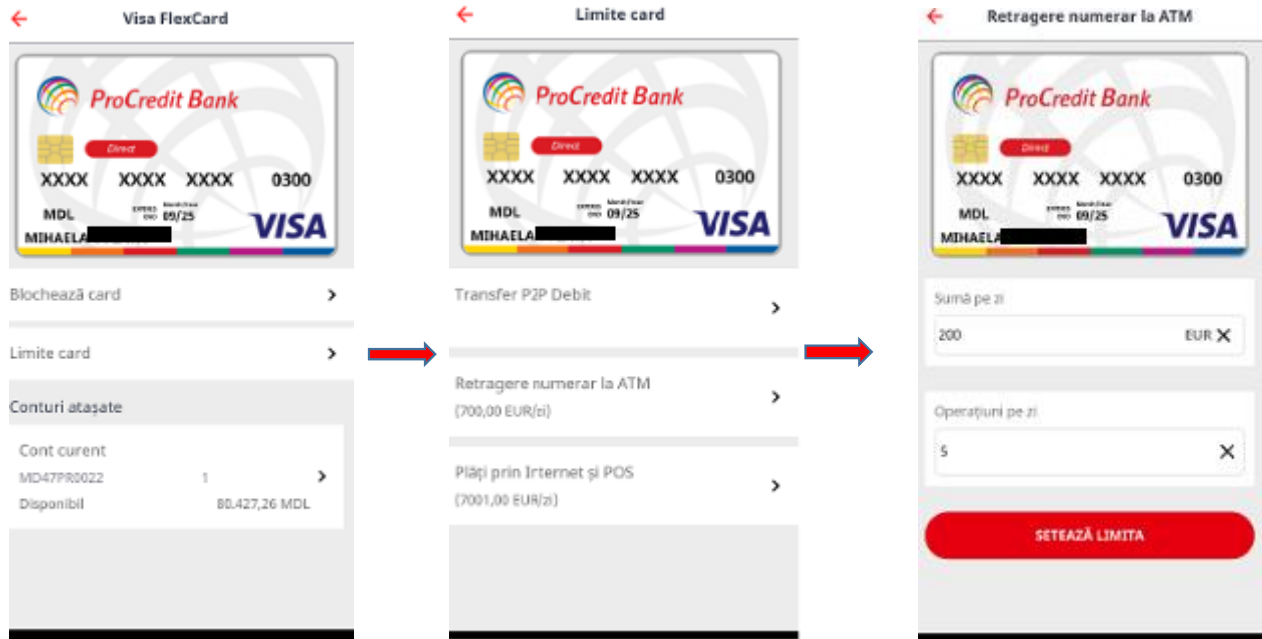 Visa FlexCard
ProCredit Bank
Direct
XXXX XXXX XXXX 0300
MDL 09/25
MIHAELA VISA
Blochează card
Limite card
Conturi atașate
Cont curent
MD47PR0022 1
Disponibil 80.427,26 MDL
Limite card
ProCredit Bank
Direct
XXXX XXXX XXXX 0300
MDL 09/25
MIHAELA VISA
Transfer P2P Debit
Retragere numerar la ATM
(700,00 EUR/zi)
Plăți prin Internet și POS
(7001,00 EUR/zi)
Retragere numerar la ATM
ProCredit Bank
Direct
XXXX XXXX XXXX 0300
MDL 09/25
MIHAELA VISA
Sumă pe zi
200 EUR
Operațiuni pe zi
5
SETEAZĂ LIMITA